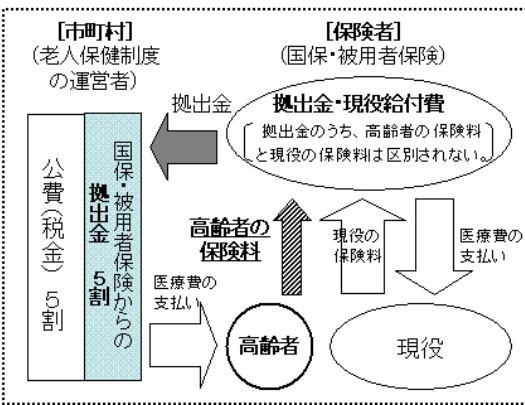 [市町村]
(老人保健制度
の運営者)
[保険者]
(国保・被用者保険)
拠出金
拠出金・現役給付費
拠出金のうち、高齢者の保険料
と現役の保険料は区別されない。
公費(税金) 5割
国保・被用者保険からの
拠出金 5割
高齢者の
保険料
現役の
保険料
医療費の
支払い
医療費の
支払い
高齢者
現役